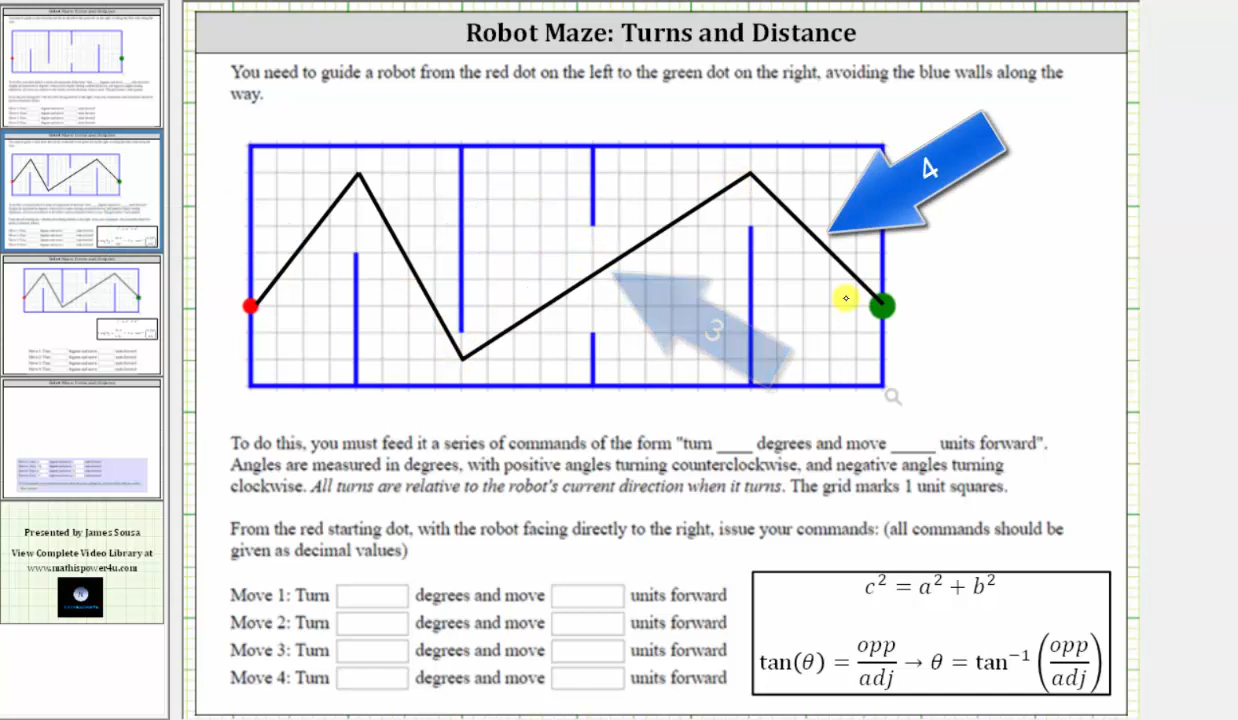 Robot Maze: Turns and Distance
You need to guide a robot from the red dot on the left to the green dot on the right, avoiding the blue walls along the
way.
4
3
To do this, you must feed it a series of commands of the form "turn ____ degrees and move _____ units forward".
Angles are measured in degrees, with positive angles turning counterclockwise, and negative angles turning
clockwise. All turns are relative to the robot's current direction when it turns. The grid marks 1 unit squares.
From the red starting dot, with the robot facing directly to the right, issue your commands: (all commands should be
given as decimal values)
Move 1: Turn degrees and move units forward
Move 2: Turn degrees and move units forward
Move 3: Turn degrees and move units forward
Move 4: Turn degrees and move units forward
c² = a² + b²
tan(θ) = opp/adj → θ = tan⁻¹(opp/adj)
Presented by James Sousa
View Complete Video Library at
www.mathispower4u.com